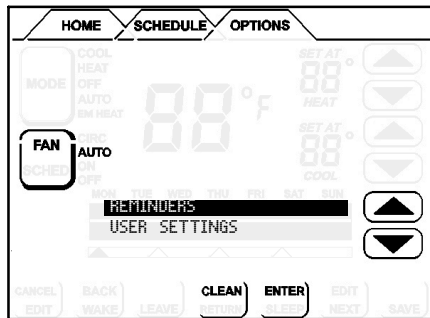 HOME SCHEDULE OPTIONS
COOL
HEAT
OFF
AUTO
EM HEAT
MODE
SET AT
88°
HEAT
88°F
SET AT
88°
COOL
FAN
SCHED
CIRC
AUTO
ON
OFF
MON TUE WED THU FRI SAT SUN
REMINDERS
USER SETTINGS
CANCEL BACK CLEAN ENTER EDIT
EDIT WAKE LEAVE RETURN SLEEP NEXT SAVE